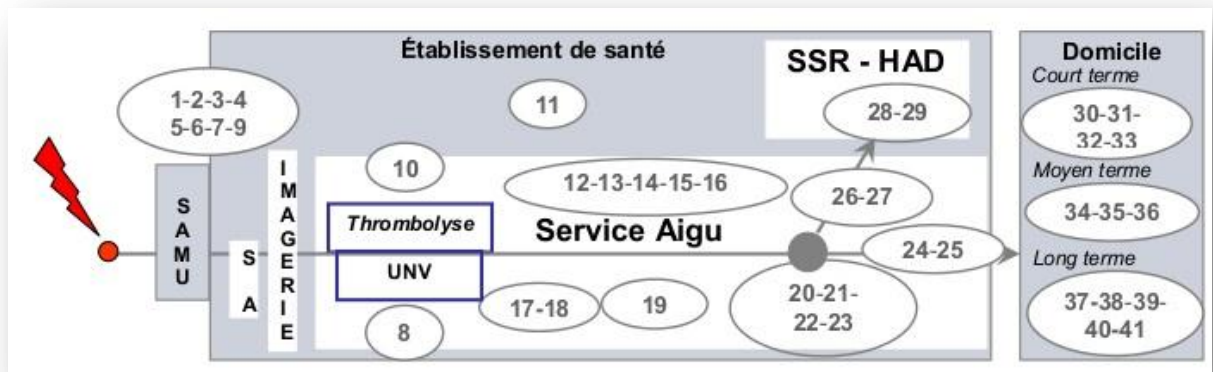 Établissement de santé
SSR - HAD
Domicile
Court terme
1-2-3-4
5-6-7-9
11
28-29
30-31-
32-33
IMAGERIE
10
12-13-14-15-16
Moyen terme
26-27
34-35-36
SAMU
Thrombolyse
Service Aigu
S A
UNV
24-25
Long terme
17-18
19
20-21-
22-23
37-38-39-
40-41
8